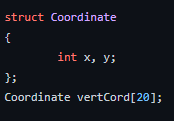 struct Coordinate
{
        int x, y;
};
Coordinate vertCord[20];